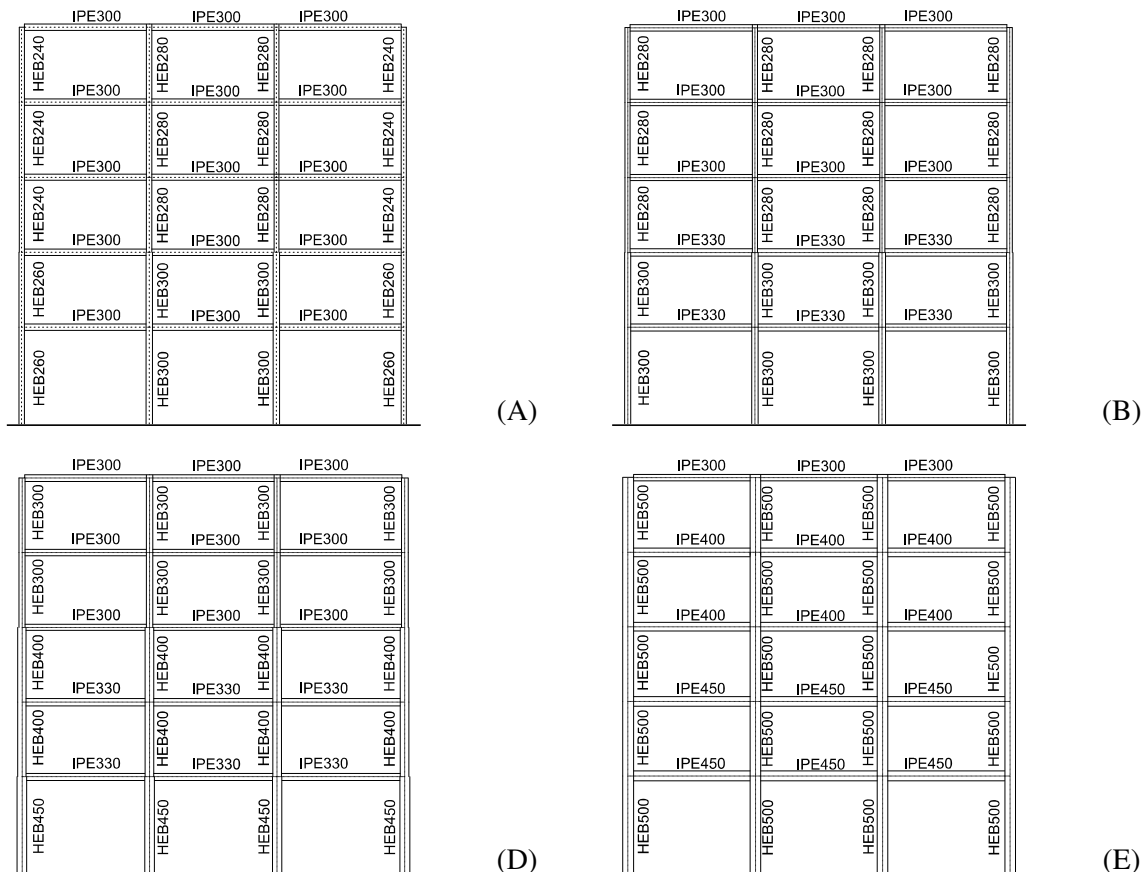 IPE300 IPE300 IPE300
HEB240 HEB280 HEB280 HEB240
IPE300 IPE300 IPE300
HEB240 HEB280 HEB280 HEB240
IPE300 IPE300 IPE300
HEB240 HEB280 HEB280 HEB240
IPE300 IPE300 IPE300
HEB260 HEB300 HEB300 HEB260
IPE300 IPE300 IPE300
HEB260 HEB300 HEB300 HEB260
(A)
IPE300 IPE300 IPE300
HEB280 HEB280 HEB280 HEB280
IPE300 IPE300 IPE300
HEB280 HEB280 HEB280 HEB280
IPE300 IPE300 IPE300
HEB280 HEB280 HEB280 HEB280
IPE330 IPE330 IPE330
HEB300 HEB300 HEB300 HEB300
IPE330 IPE330 IPE330
HEB300 HEB300 HEB300 HEB300
(B)
IPE300 IPE300 IPE300
HEB300 HEB300 HEB300 HEB300
IPE300 IPE300 IPE300
HEB300 HEB300 HEB300 HEB300
IPE300 IPE300 IPE300
HEB400 HEB400 HEB400 HEB400
IPE330 IPE330 IPE330
HEB400 HEB400 HEB400 HEB400
IPE330 IPE330 IPE330
HEB450 HEB450 HEB450 HEB450
(D)
IPE300 IPE300 IPE300
HEB500 HEB500 HEB500 HEB500
IPE400 IPE400 IPE400
HEB500 HEB500 HEB500 HEB500
IPE400 IPE400 IPE400
HEB500 HEB500 HEB500 HE500
IPE450 IPE450 IPE450
HEB500 HEB500 HEB500 HEB500
IPE450 IPE450 IPE450
HEB500 HEB500 HEB500 HEB500
(E)